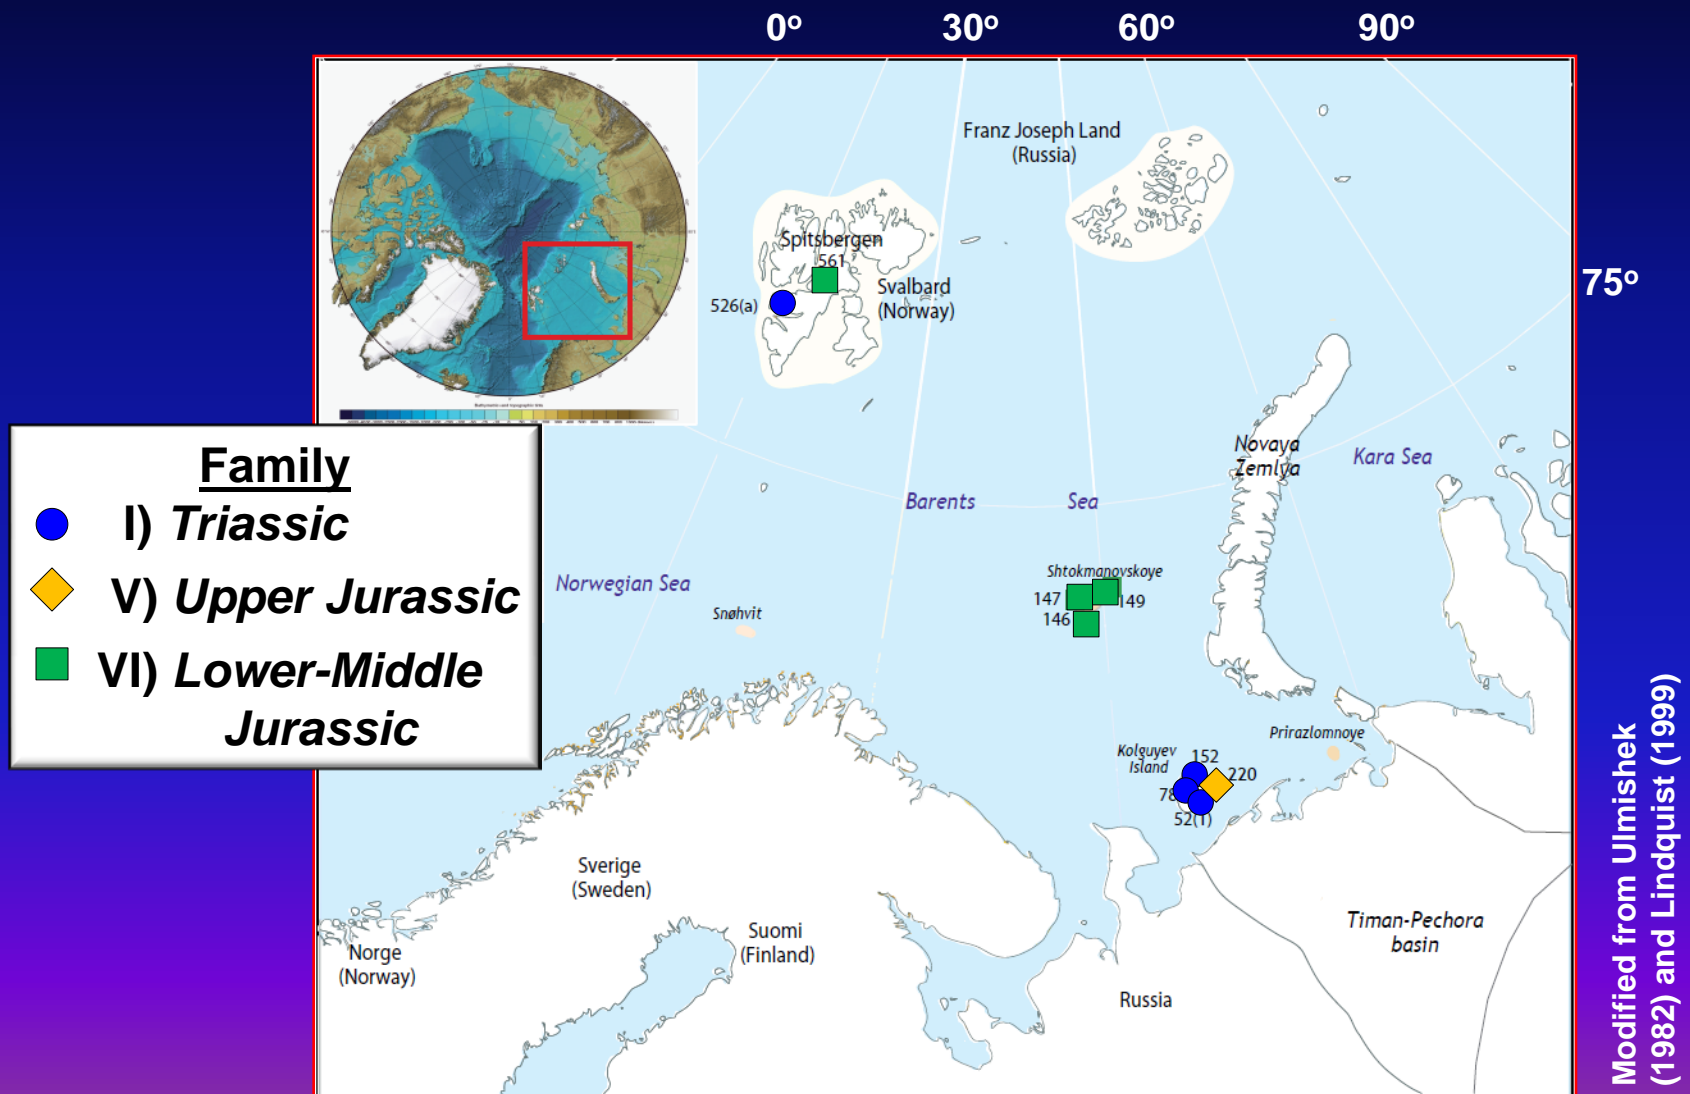 0º 30º 60º 90º
Franz Joseph Land
(Russia)
Spitsbergen
561
526(a)
Svalbard
(Norway)
75º
Family
I) Triassic
V) Upper Jurassic
VI) Lower-Middle
Jurassic
Novaya
Zemlya
Kara Sea
Barents Sea
Norwegian Sea
Snøhvit
Shtokmanovskoye
147
149
146
Kolguyev
Island
152
220
78
52(1)
Prirazlomnoye
Sverige
(Sweden)
Suomi
(Finland)
Norge
(Norway)
Russia
Timan-Pechora
basin
Modified from Ulmishek
(1982) and Lindquist (1999)